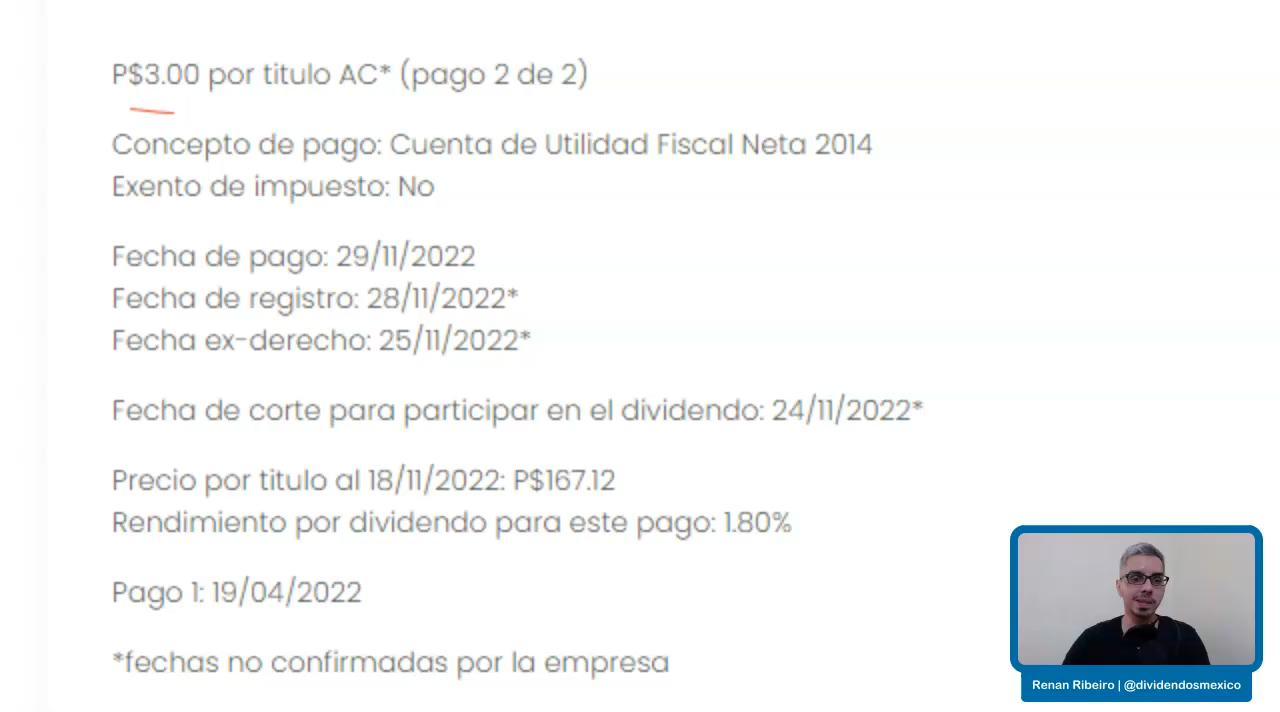 P$3.00 por titulo AC* (pago 2 de 2)
Concepto de pago: Cuenta de Utilidad Fiscal Neta 2014
Exento de impuesto: No
Fecha de pago: 29/11/2022
Fecha de registro: 28/11/2022*
Fecha ex-derecho: 25/11/2022*
Fecha de corte para participar en el dividendo: 24/11/2022*
Precio por titulo al 18/11/2022: P$167.12
Rendimiento por dividendo para este pago: 1.80%
Pago 1: 19/04/2022
*fechas no confirmadas por la empresa
Renan Ribeiro | @dividendosmexico